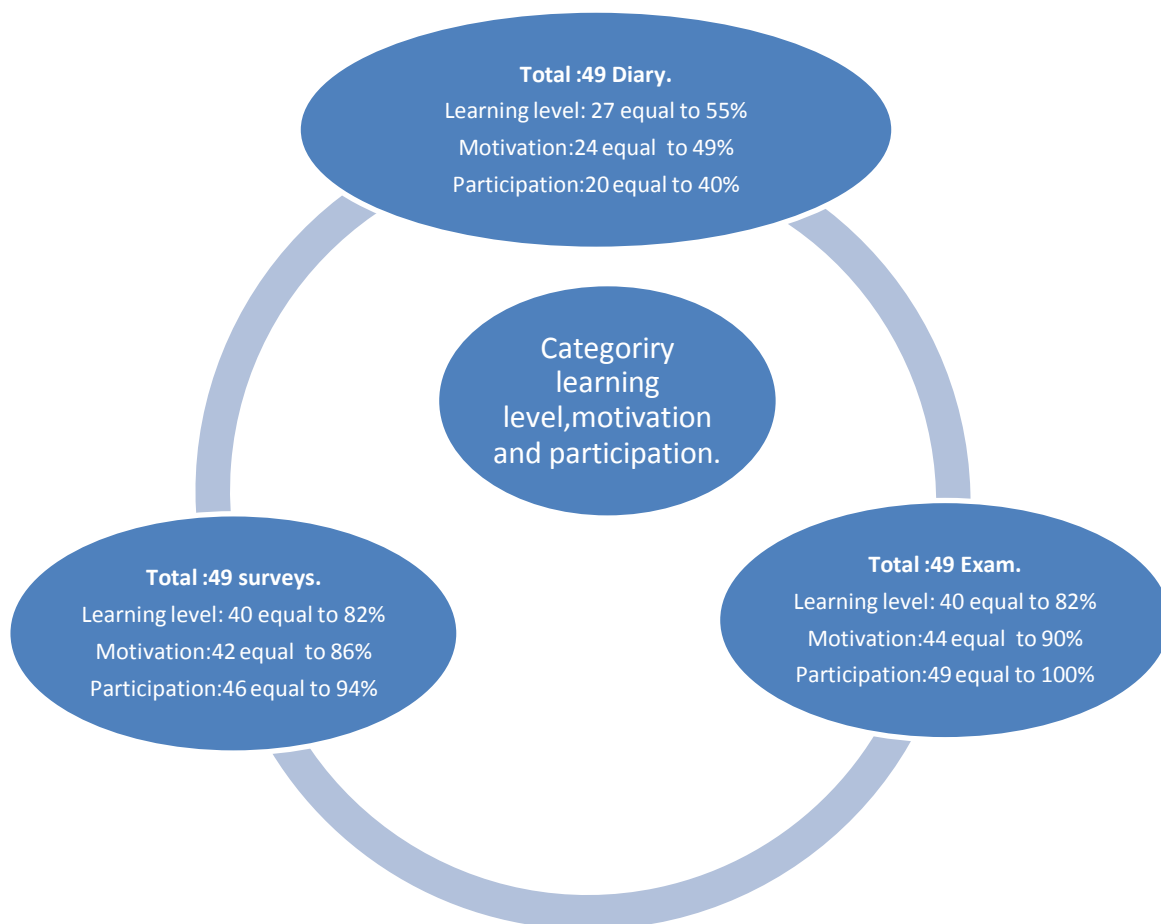 Total :49 Diary.
Learning level: 27 equal to 55%
Motivation:24 equal to 49%
Participation:20 equal to 40%
Categoriry
learning
level,motivation
and participation.
Total :49 surveys.
Learning level: 40 equal to 82%
Motivation:42 equal to 86%
Participation:46 equal to 94%
Total :49 Exam.
Learning level: 40 equal to 82%
Motivation:44 equal to 90%
Participation:49 equal to 100%